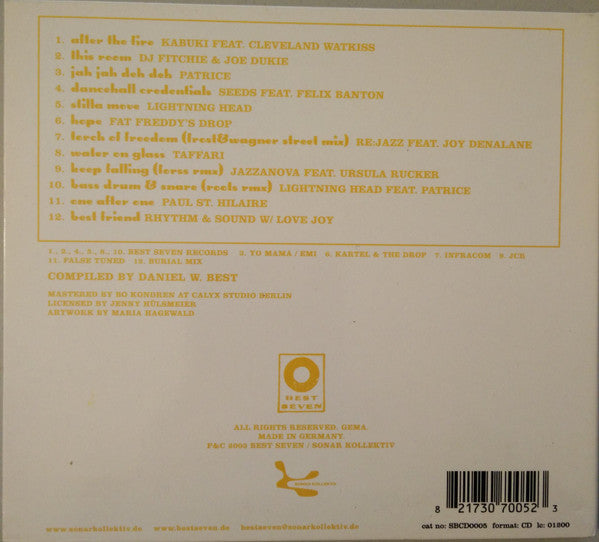 1. after the fire KABUKI FEAT. CLEVELAND WATKISS
2. this room DJ FITCHIE & JOE DUKIE
3. jah jah deh deh PATRICE
4. dancehall credentials SEEDS FEAT. FELIX BANTON
5. stilla move LIGHTNING HEAD
6. hope FAT FREDDY'S DROP
7. torch of freedom (frost&wagner street mix) RE:JAZZ FEAT. JOY DENALANE
8. water on glass TAFFARI
9. keep falling (forss rmx) JAZZANOVA FEAT. URSULA RUCKER
10. bass drum & snare (roots rmx) LIGHTNING HEAD FEAT. PATRICE
11. one after one PAUL ST. HILAIRE
12. best friend RHYTHM & SOUND W/ LOVE JOY
1., 2., 4., 5., 8., 10. BEST SEVEN RECORDS 3. YO MAMA / EMI 6. KARTEL & THE DROP 7. INFRACOM 9. JCR
11. FALSE TUNED 12. BURIAL MIX
COMPILED BY DANIEL W. BEST
MASTERED BY BO KONDREN AT CALYX STUDIO BERLIN
LICENSED BY JENNY HÜLSMEIER
ARTWORK BY MARIA HAGEWALD
BEST
SEVEN
ALL RIGHTS RESERVED. GEMA.
MADE IN GERMANY.
P&C 2003 BEST SEVEN / SONAR KOLLEKTIV
SONAR KOLLEKTIV
8 21730 70052 3
www.sonarkollektiv.de www.bestseven.de bestseven@sonarkollektiv.de
cat no: SBCD0005 format: CD lc: 01200